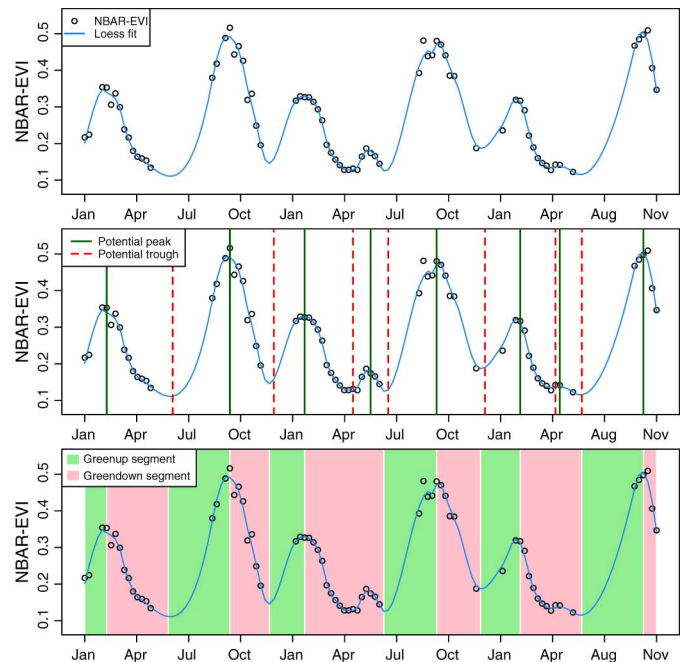 NBAR-EVI
Loess fit
0.5
0.4
0.3
0.2
0.1
NBAR-EVI
Jan Apr Jul Oct Jan Apr Jul Oct Jan Apr Aug Nov
Potential peak
Potential trough
0.5
0.4
0.3
0.2
0.1
NBAR-EVI
Jan Apr Jul Oct Jan Apr Jul Oct Jan Apr Aug Nov
Greenup segment
Greendown segment
0.5
0.4
0.3
0.2
0.1
NBAR-EVI
Jan Apr Jul Oct Jan Apr Jul Oct Jan Apr Aug Nov